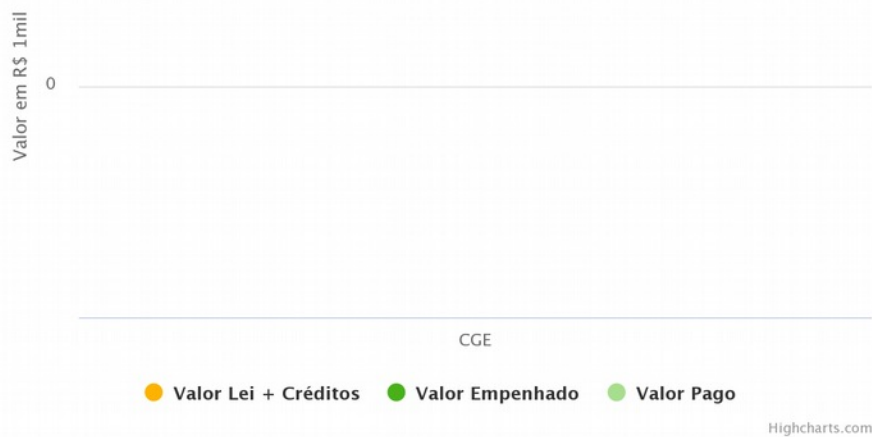 Valor em R$ 1mil
0
CGE
Valor Lei + Créditos
Valor Empenhado
Valor Pago
Highcharts.com